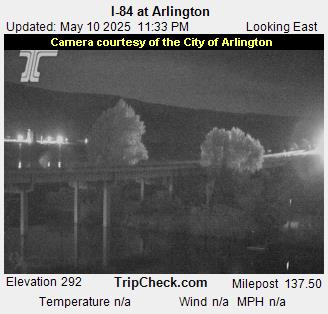 I-84 at Arlington
Updated: May 10 2025 11:33 PM Looking East
Camera courtesy of the City of Arlington
Elevation 292 TripCheck.com Milepost 137.50
Temperature n/a Wind n/a MPH n/a